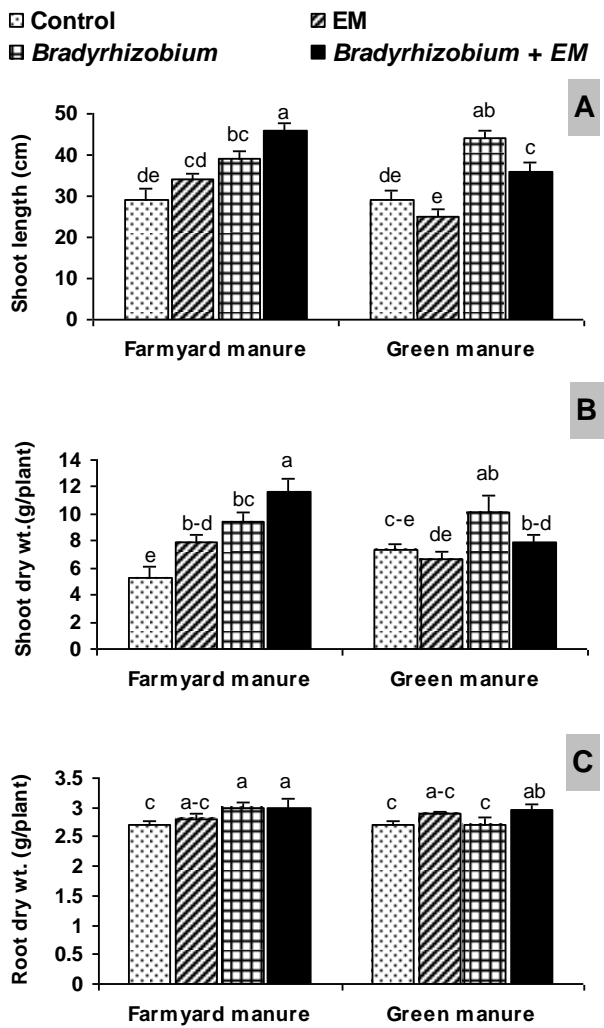 Control EM
Bradyrhizobium Bradyrhizobium + EM
A
Shoot length (cm)
50
40
30
20
10
0
de cd bc a de e ab c
Farmyard manure Green manure
B
Shoot dry wt.(g/plant)
14
12
10
8
6
4
2
0
e b-d bc a c-e de ab b-d
Farmyard manure Green manure
C
Root dry wt. (g/plant)
3.5
3
2.5
2
1.5
1
0.5
0
c a-c a a c a-c c ab
Farmyard manure Green manure